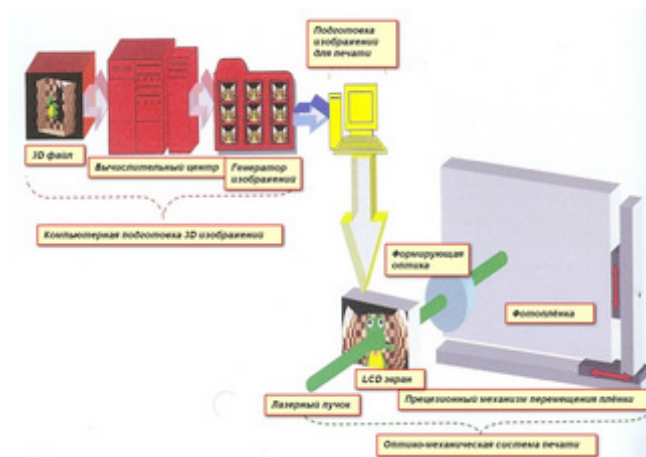 Подготовка
изображений
для печати
3D файл
Вычислительный центр
Генератор
изображений
Компьютерная подготовка 3D изображений
Формирующая
оптика
Фотоплёнка
LCD экран
Лазерный пучок
Прецезионный механизм перемещения плёнки
Оптико-механическая система печати